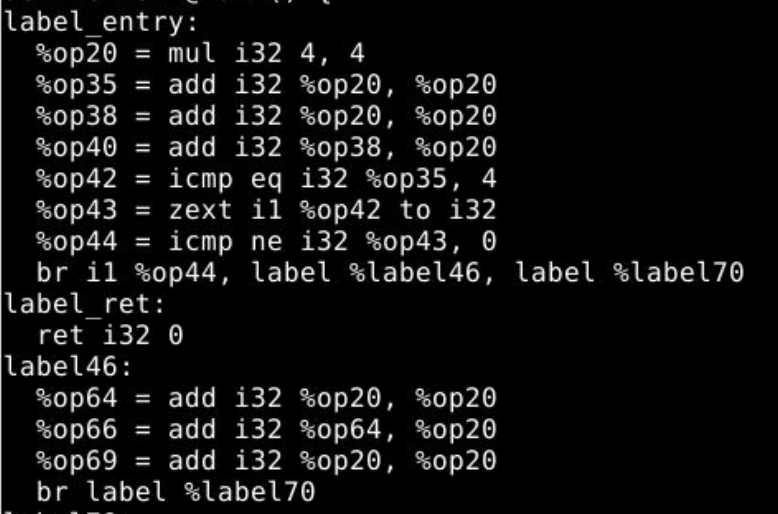 label_entry:
%op20 = mul i32 4, 4
%op35 = add i32 %op20, %op20
%op38 = add i32 %op20, %op20
%op40 = add i32 %op38, %op20
%op42 = icmp eq i32 %op35, 4
%op43 = zext i1 %op42 to i32
%op44 = icmp ne i32 %op43, 0
br i1 %op44, label %label46, label %label70
label_ret:
ret i32 0
label46:
%op64 = add i32 %op20, %op20
%op66 = add i32 %op64, %op20
%op69 = add i32 %op20, %op20
br label %label70